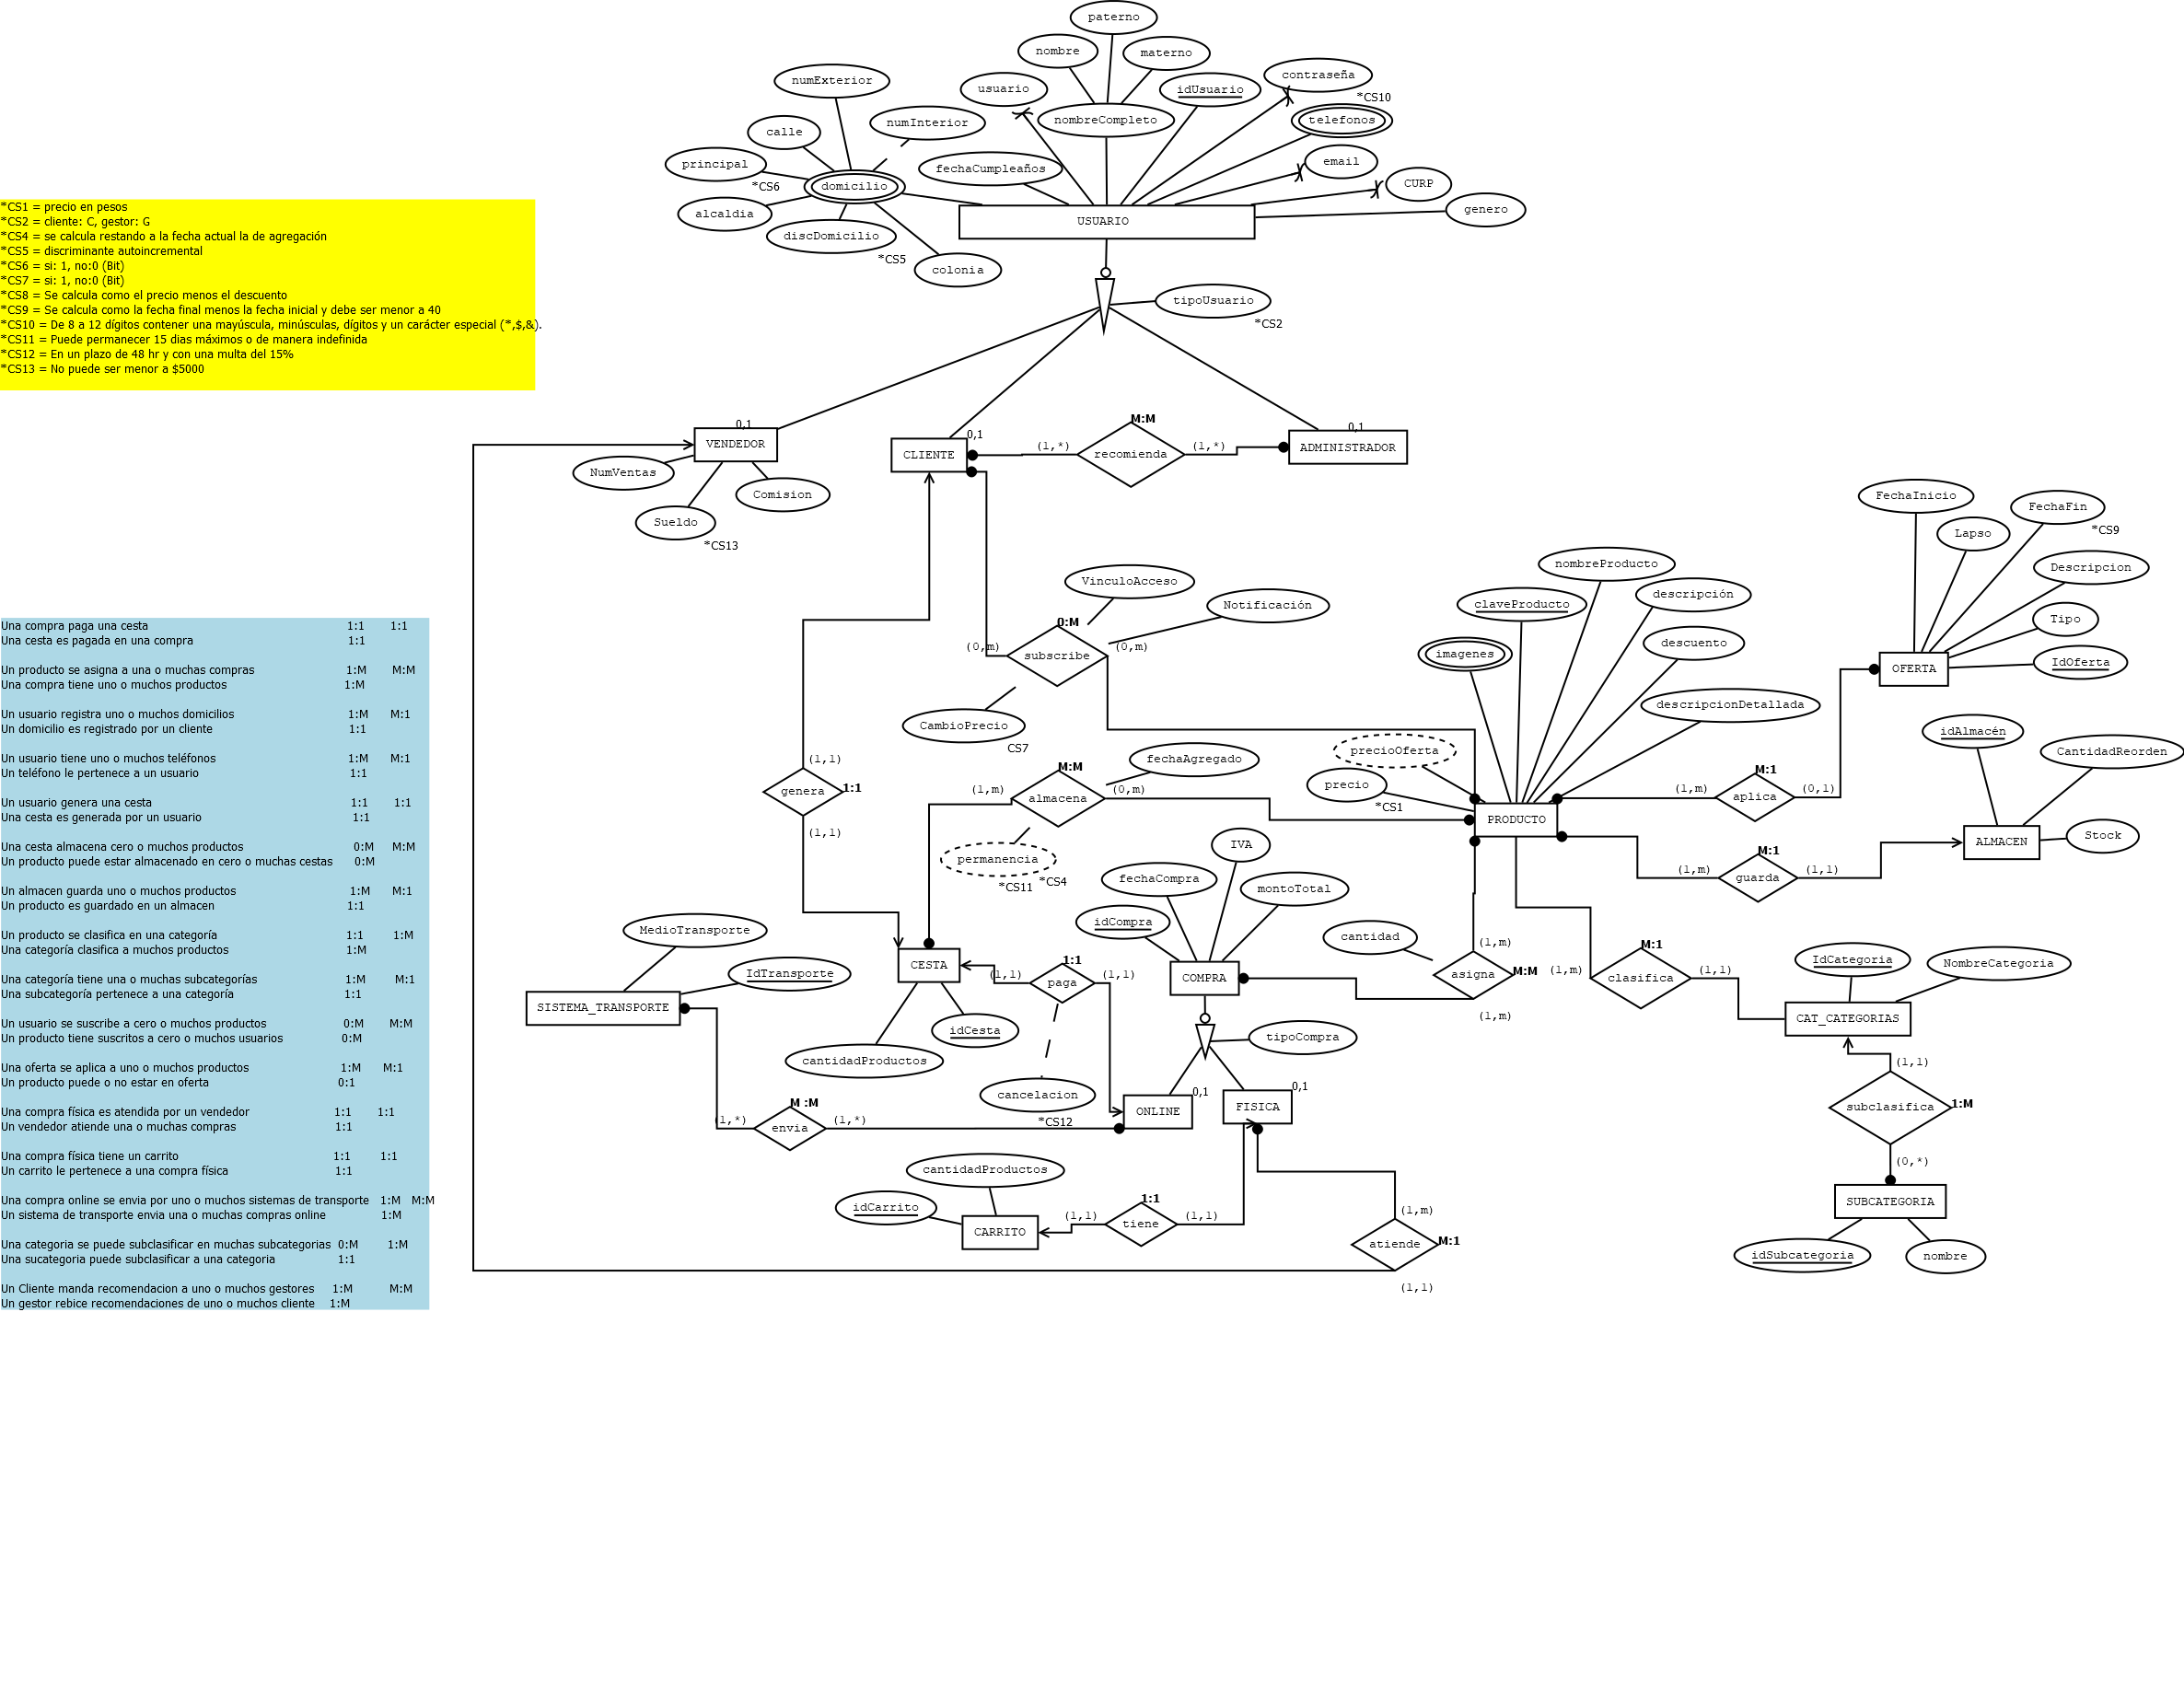 paterno
nombre
materno
numExterior
usuario
idUsuario
contraseña
*CS10
calle
numInterior
nombreCompleto
telefonos
principal
*CS6
fechaCumpleaños
email
domicilio
CURP
alcaldia
discDomicilio
*CS5
colonia
USUARIO
genero
*CS1 = precio en pesos
*CS2 = cliente: C, gestor: G
*CS4 = se calcula restando a la fecha actual la de agregación
*CS5 = discriminante autoincremental
*CS6 = si: 1, no:0 (Bit)
*CS7 = si: 1, no:0 (Bit)
*CS8 = Se calcula como el precio menos el descuento
*CS9 = Se calcula como la fecha final menos la fecha inicial y debe ser menor a 40
*CS10 = De 8 a 12 dígitos contener una mayúscula, minúsculas, dígitos y un carácter especial (*,$,&).
*CS11 = Puede permanecer 15 dias máximos o de manera indefinida
*CS12 = En un plazo de 48 hr y con una multa del 15%
*CS13 = No puede ser menor a $5000
tipoUsuario
*CS2
0,1
VENDEDOR
NumVentas
Sueldo
*CS13
Comision
0,1
CLIENTE
(1,*)
M:M
recomienda
(1,*)
0,1
ADMINISTRADOR
FechaInicio
Lapso
FechaFin
*CS9
Descripcion
Tipo
IdOferta
OFERTA
VinculoAcceso
Notificación
0:M
(0,m)
subscribe
(0,m)
CambioPrecio
CS7
nombreProducto
claveProducto
descripción
imagenes
descuento
descripcionDetallada
precioOferta
precio
*CS1
PRODUCTO
M:1
(1,m)
aplica
(0,1)
idAlmacén
CantidadReorden
ALMACEN
Stock
M:1
(1,m)
guarda
(1,1)
(1,1)
genera
1:1
(1,1)
M:M
(1,m)
almacena
(0,m)
fechaAgregado
permanencia
*CS11
*CS4
IVA
fechaCompra
montoTotal
idCompra
COMPRA
cantidad
(1,m)
asigna
M:M
(1,m)
M:1
(1,m)
clasifica
(1,1)
IdCategoria
NombreCategoria
CAT_CATEGORIAS
(1,1)
subclasifica
1:M
(0,*)
SUBCATEGORIA
idSubcategoria
nombre
MedioTransporte
IdTransporte
SISTEMA_TRANSPORTE
CESTA
(1,1)
1:1
paga
(1,1)
idCesta
cantidadProductos
cancelacion
*CS12
tipoCompra
0,1
ONLINE
0,1
FISICA
(1,*)
M :M
envia
(1,*)
cantidadProductos
idCarrito
CARRITO
(1,1)
1:1
tiene
(1,1)
(1,m)
atiende
M:1
(1,1)
Una compra paga una cesta 1:1 1:1
Una cesta es pagada en una compra 1:1
Un producto se asigna a una o muchas compras 1:M M:M
Una compra tiene uno o muchos productos 1:M
Un usuario registra uno o muchos domicilios 1:M M:1
Un domicilio es registrado por un cliente 1:1
Un usuario tiene uno o muchos teléfonos 1:M M:1
Un teléfono le pertenece a un usuario 1:1
Un usuario genera una cesta 1:1 1:1
Una cesta es generada por un usuario 1:1
Una cesta almacena cero o muchos productos 0:M M:M
Un producto puede estar almacenado en cero o muchas cestas 0:M
Un almacen guarda uno o muchos productos 1:M M:1
Un producto es guardado en un almacen 1:1
Un producto se clasifica en una categoría 1:1 1:M
Una categoría clasifica a muchos productos 1:M
Una categoría tiene una o muchas subcategorías 1:M M:1
Una subcategoría pertenece a una categoría 1:1
Un usuario se suscribe a cero o muchos productos 0:M M:M
Un producto tiene suscritos a cero o muchos usuarios 0:M
Una oferta se aplica a uno o muchos productos 1:M M:1
Un producto puede o no estar en oferta 0:1
Una compra física es atendida por un vendedor 1:1 1:1
Un vendedor atiende una o muchas compras 1:1
Una compra física tiene un carrito 1:1 1:1
Un carrito le pertenece a una compra física 1:1
Una compra online se envia por uno o muchos sistemas de transporte 1:M M:M
Un sistema de transporte envia una o muchas compras online 1:M
Una categoria se puede subclasificar en muchas subcategorias 0:M 1:M
Una sucategoria puede subclasificar a una categoria 1:1
Un Cliente manda recomendacion a uno o muchos gestores 1:M M:M
Un gestor rebice recomendaciones de uno o muchos cliente 1:M